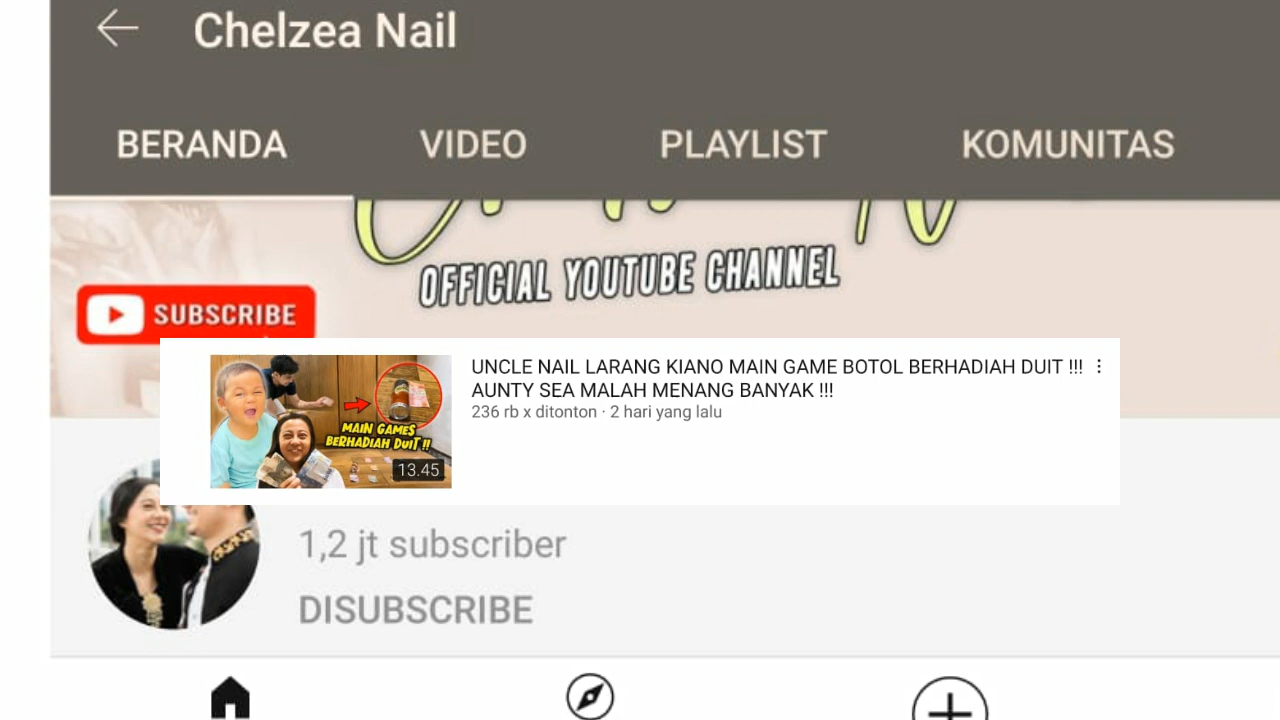 Chelzea Nail
BERANDA
VIDEO
PLAYLIST
KOMUNITAS
OFFICIAL YOUTUBE CHANNEL
SUBSCRIBE
MAIN GAMES
BERHADIAH DUIT !!
13.45
UNCLE NAIL LARANG KIANO MAIN GAME BOTOL BERHADIAH DUIT !!!
AUNTY SEA MALAH MENANG BANYAK !!!
236 rb x ditonton · 2 hari yang lalu
1,2 jt subscriber
DISUBSCRIBE